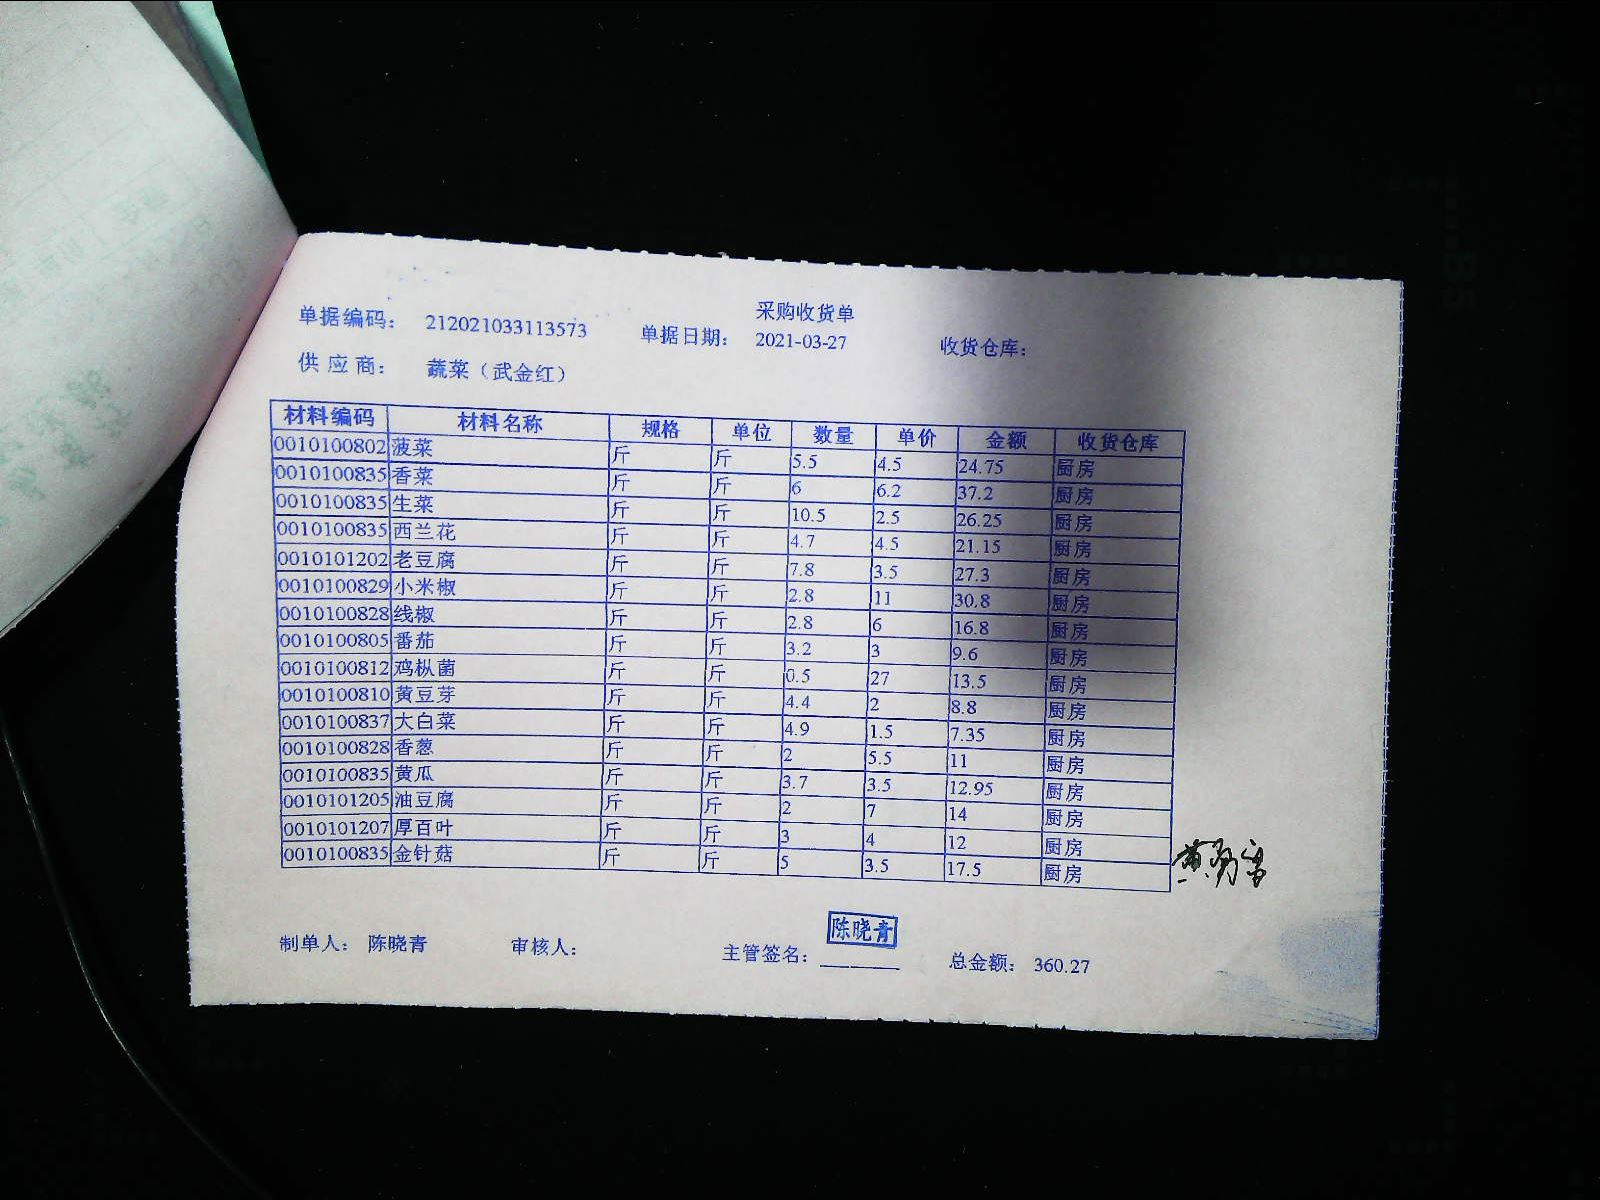 采购收货单
单据编码： 212021033113573 单据日期： 2021-03-27 收货仓库：
供 应 商： 蔬菜（武金红）
材料编码 材料名称 规格 单位 数量 单价 金额 收货仓库
0010100802 菠菜 斤 斤 5.5 4.5 24.75 厨房
0010100835 香菜 斤 斤 6 6.2 37.2 厨房
0010100835 生菜 斤 斤 10.5 2.5 26.25 厨房
0010100835 西兰花 斤 斤 4.7 4.5 21.15 厨房
0010101202 老豆腐 斤 斤 7.8 3.5 27.3 厨房
0010100829 小米椒 斤 斤 2.8 11 30.8 厨房
0010100828 线椒 斤 斤 2.8 6 16.8 厨房
0010100805 番茄 斤 斤 3.2 3 9.6 厨房
0010100812 鸡枞菌 斤 斤 0.5 27 13.5 厨房
0010100810 黄豆芽 斤 斤 4.4 2 8.8 厨房
0010100837 大白菜 斤 斤 4.9 1.5 7.35 厨房
0010100828 香葱 斤 斤 2 5.5 11 厨房
0010100835 黄瓜 斤 斤 3.7 3.5 12.95 厨房
0010101205 油豆腐 斤 斤 2 7 14 厨房
0010101207 厚百叶 斤 斤 3 4 12 厨房
0010100835 金针菇 斤 斤 5 3.5 17.5 厨房
陈晓青
制单人： 陈晓青 审核人： 主管签名： 总金额： 360.27